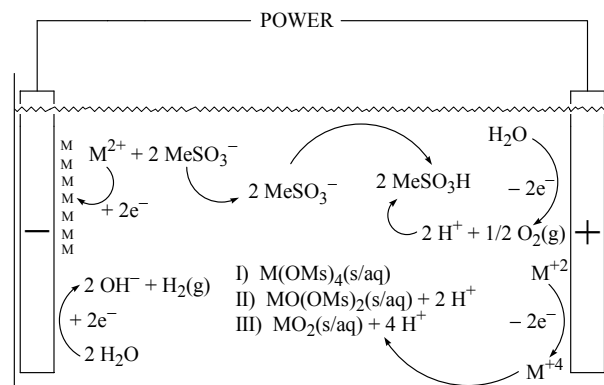 POWER
M
M
M
M
M
M
M
M²⁺ + 2 MeSO₃⁻
+ 2e⁻
2 MeSO₃⁻
2 MeSO₃H
H₂O
− 2e⁻
2 H⁺ + 1/2 O₂(g)
−
+
2 OH⁻ + H₂(g)
+ 2e⁻
2 H₂O
I) M(OMs)₄(s/aq)
II) MO(OMs)₂(s/aq) + 2 H⁺
III) MO₂(s/aq) + 4 H⁺
M⁺²
− 2e⁻
M⁺⁴